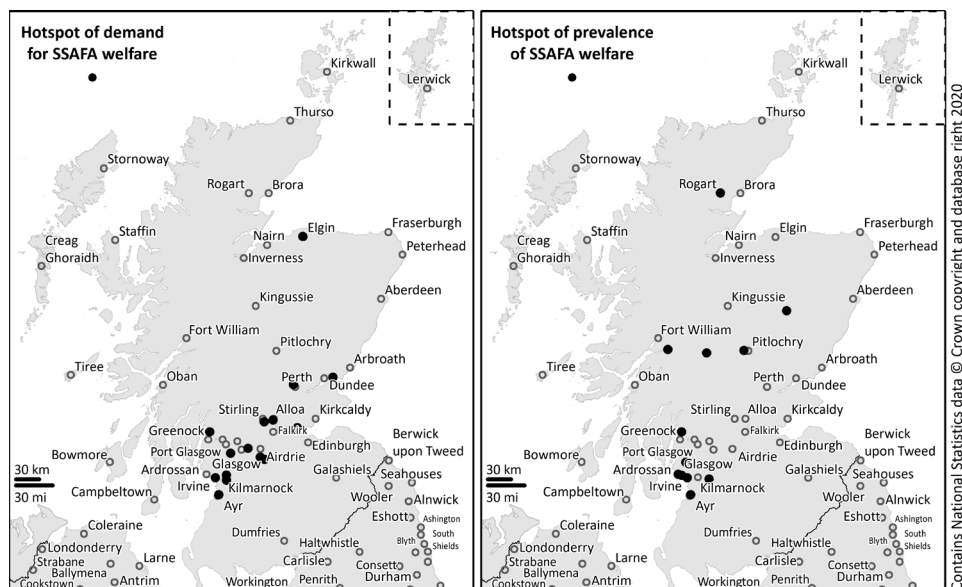 Hotspot of demand
for SSAFA welfare
Kirkwall
Lerwick
Thurso
Stornoway
Rogart
Brora
Staffin
Elgin
Fraserburgh
Creag
Ghoraidh
Nairn
Peterhead
Inverness
Kingussie
Aberdeen
Fort William
Pitlochry
Tiree
Arbroath
Oban
Perth
Dundee
Stirling
Alloa
Kirkcaldy
Greenock
Falkirk
Berwick
upon Tweed
Port Glasgow
Edinburgh
Bowmore
Airdrie
Glasgow
Ardrossan
Galashiels
Seahouses
30 km
30 mi
Irvine
Kilmarnock
Campbeltown
Wooler
Alnwick
Ayr
Eshott
Coleraine
Ashington
Dumfries
South
Shields
Londonderry
Haltwhistle
Blyth
Strabane
Larne
Carlisle
Consett
Ballymena
Durham
Cookstown
Antrim
Workington
Penrith
Hotspot of prevalence
of SSAFA welfare
Kirkwall
Lerwick
Thurso
Stornoway
Rogart
Brora
Staffin
Elgin
Fraserburgh
Creag
Ghoraidh
Nairn
Peterhead
Inverness
Kingussie
Aberdeen
Fort William
Pitlochry
Tiree
Arbroath
Oban
Perth
Dundee
Stirling
Alloa
Kirkcaldy
Greenock
Falkirk
Berwick
upon Tweed
Port Glasgow
Edinburgh
Bowmore
Airdrie
Glasgow
Ardrossan
Galashiels
Seahouses
30 km
30 mi
Irvine
Kilmarnock
Campbeltown
Wooler
Alnwick
Ayr
Eshott
Coleraine
Ashington
Dumfries
South
Shields
Londonderry
Haltwhistle
Blyth
Strabane
Larne
Carlisle
Consett
Ballymena
Durham
Cookstown
Antrim
Workington
Penrith
Contains National Statistics data © Crown copyright and database right 2020